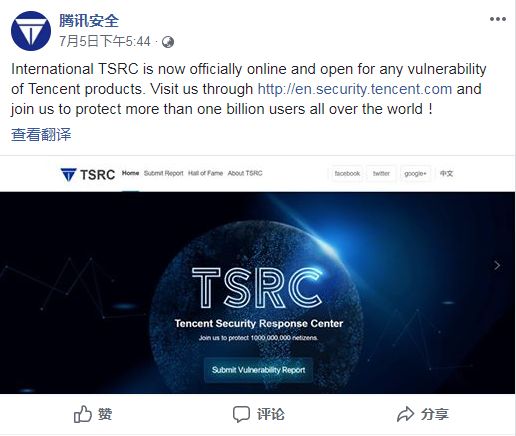 腾讯安全
7月5日下午5:44 ·
International TSRC is now officially online and open for any vulnerability
of Tencent products. Visit us through http://en.security.tencent.com and
join us to protect more than one billion users all over the world！
查看翻译
TSRC Home Submit Report Hall of Fame About TSRC facebook twitter google+ 中文
TSRC
Tencent Security Response Center
Join us to protect 1000,000,000 netizens.
Submit Vulnerability Report
赞 评论 分享